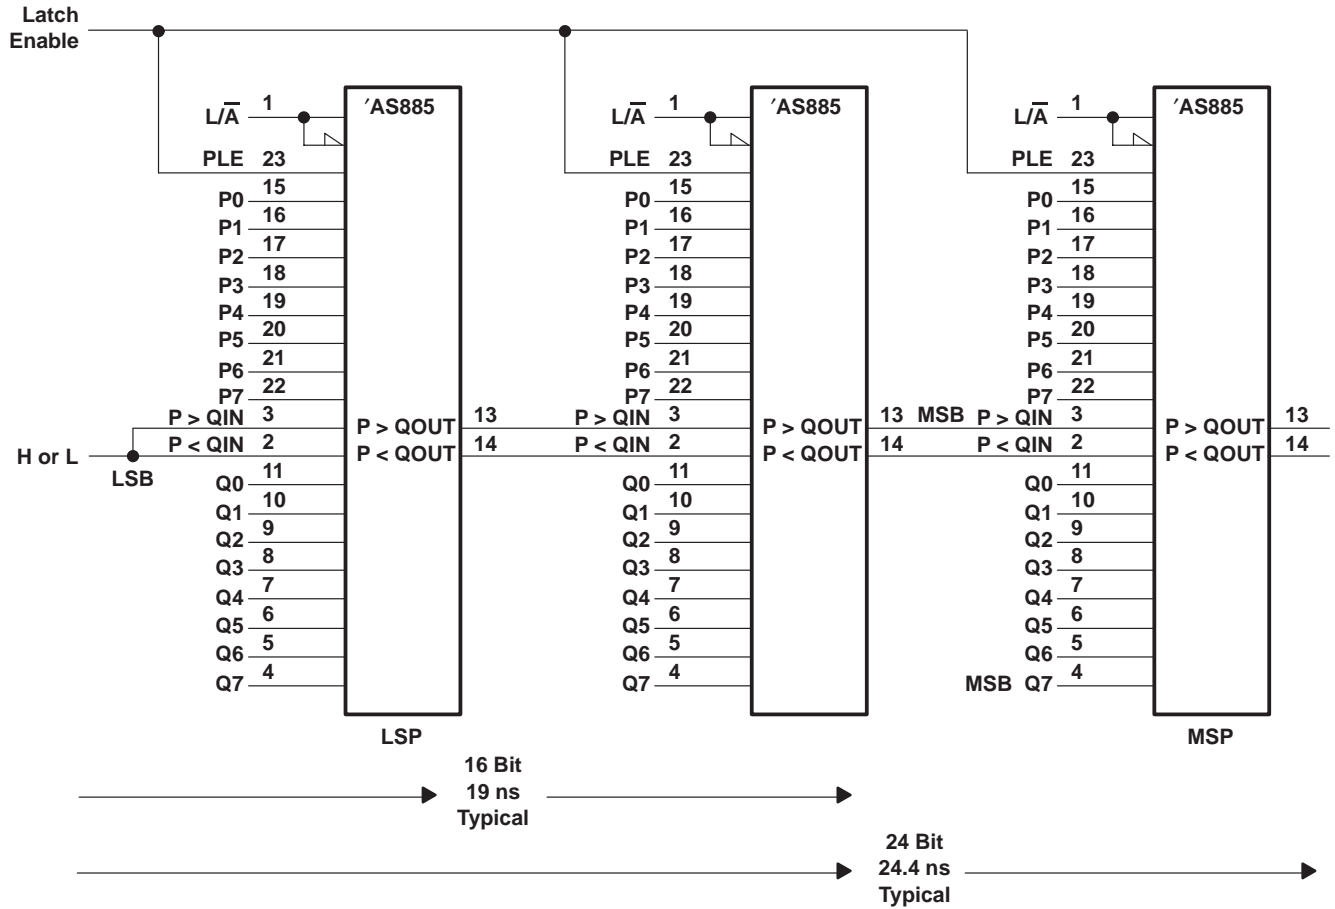 Latch
Enable
L/A̅ 1 ′AS885
PLE 23
P0 15
P1 16
P2 17
P3 18
P4 19
P5 20
P6 21
P7 22
P > QIN 3 P > QOUT 13
P < QIN 2 P < QOUT 14
H or L
LSB
Q0 11
Q1 10
Q2 9
Q3 8
Q4 7
Q5 6
Q6 5
Q7 4
LSP
L/A̅ 1 ′AS885
PLE 23
P0 15
P1 16
P2 17
P3 18
P4 19
P5 20
P6 21
P7 22
P > QIN 3 P > QOUT 13
P < QIN 2 P < QOUT 14
Q0 11
Q1 10
Q2 9
Q3 8
Q4 7
Q5 6
Q6 5
Q7 4
L/A̅ 1 ′AS885
PLE 23
P0 15
P1 16
P2 17
P3 18
P4 19
P5 20
P6 21
P7 22
MSB P > QIN 3 P > QOUT 13
P < QIN 2 P < QOUT 14
Q0 11
Q1 10
Q2 9
Q3 8
Q4 7
Q5 6
Q6 5
MSB Q7 4
MSP
16 Bit
19 ns
Typical
24 Bit
24.4 ns
Typical